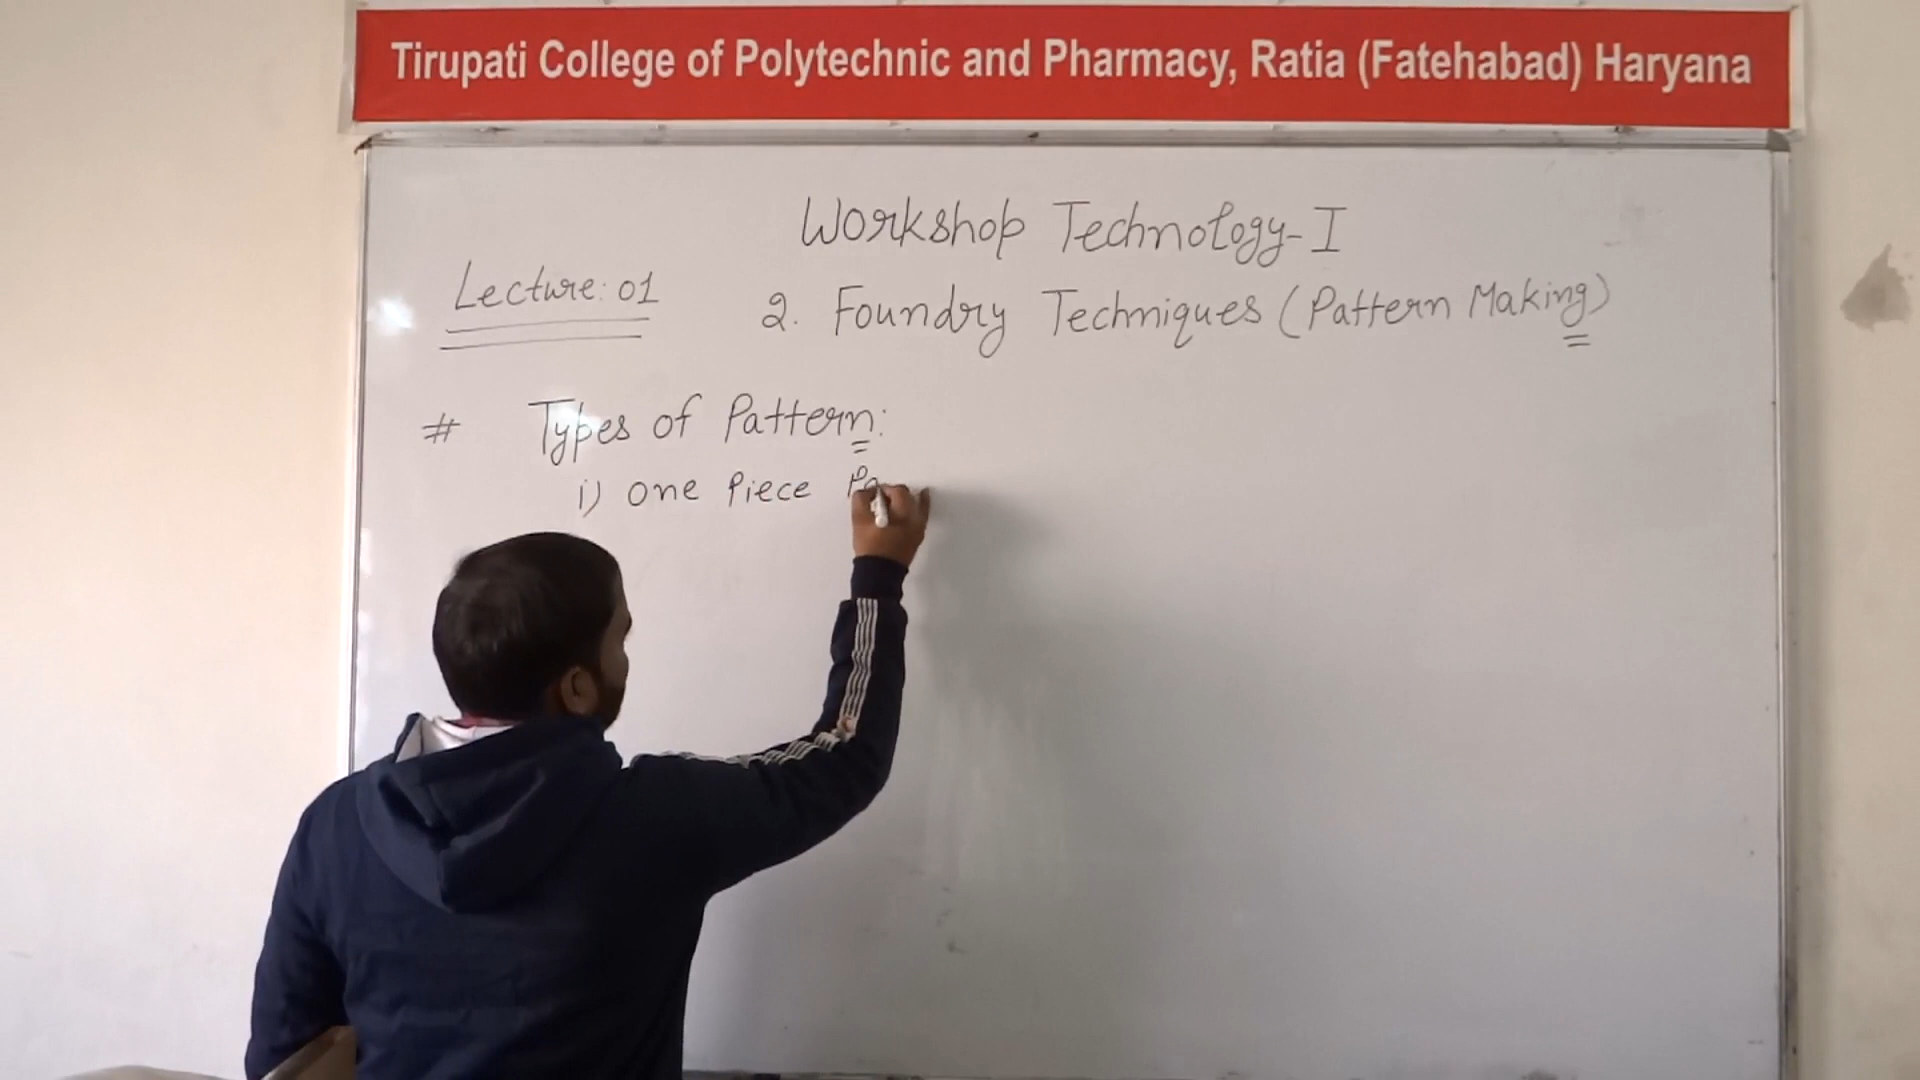 Tirupati College of Polytechnic and Pharmacy, Ratia (Fatehabad) Haryana
Workshop Technology-I
Lecture: 01
2. Foundry Techniques (Pattern Making)
# Types of Pattern:
i) One Piece Pa